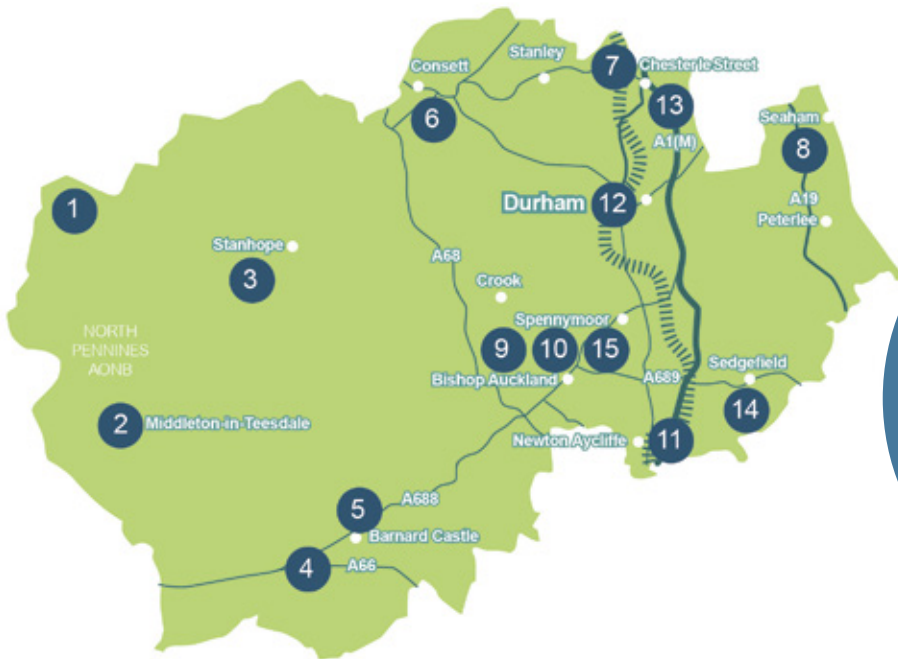 Stanley
Consett
7
Chester le Street
13
6
Seaham
A1(M)
8
1
Durham
12
A19
Peterlee
Stanhope
A68
3
Crook
NORTH
PENNINES
AONB
Spennymoor
9
10
15
Sedgefield
Bishop Auckland
A689
14
2
Middleton-in-Teesdale
Newton Aycliffe
11
5
A688
Barnard Castle
4
A66